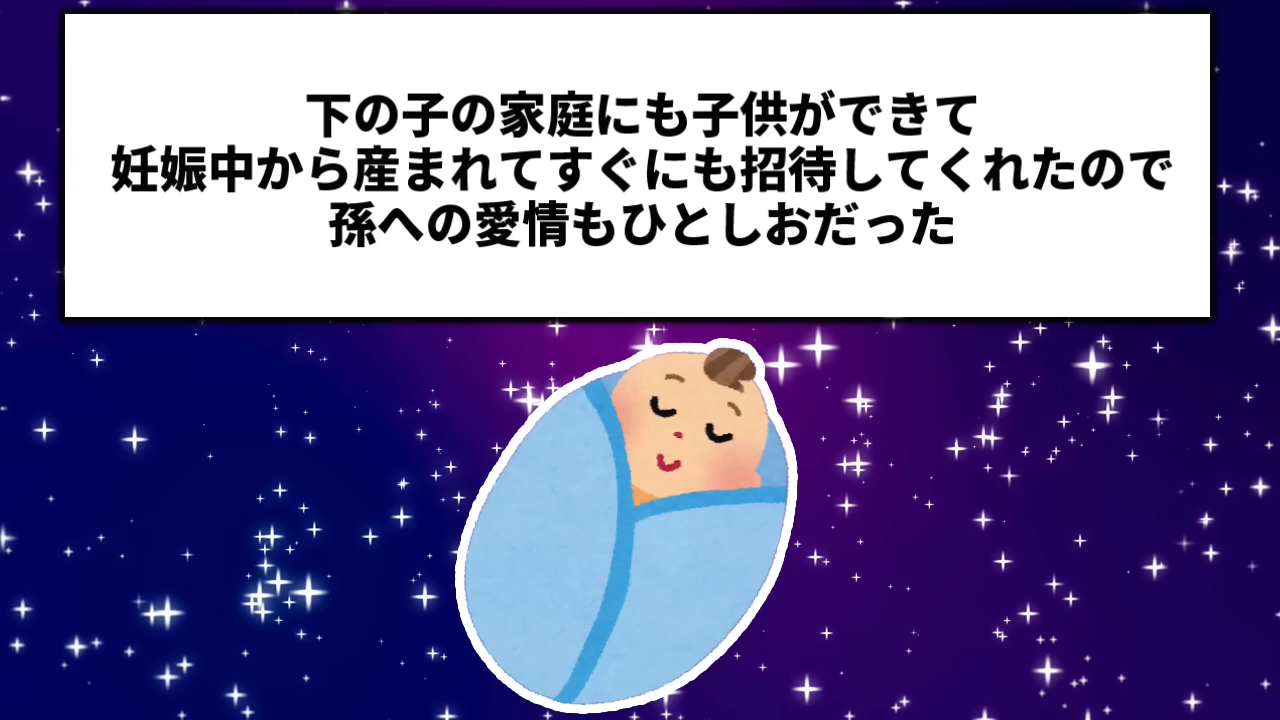 下の子の家庭にも子供ができて
妊娠中から産まれてすぐにも招待してくれたので
孫への愛情もひとしおだった